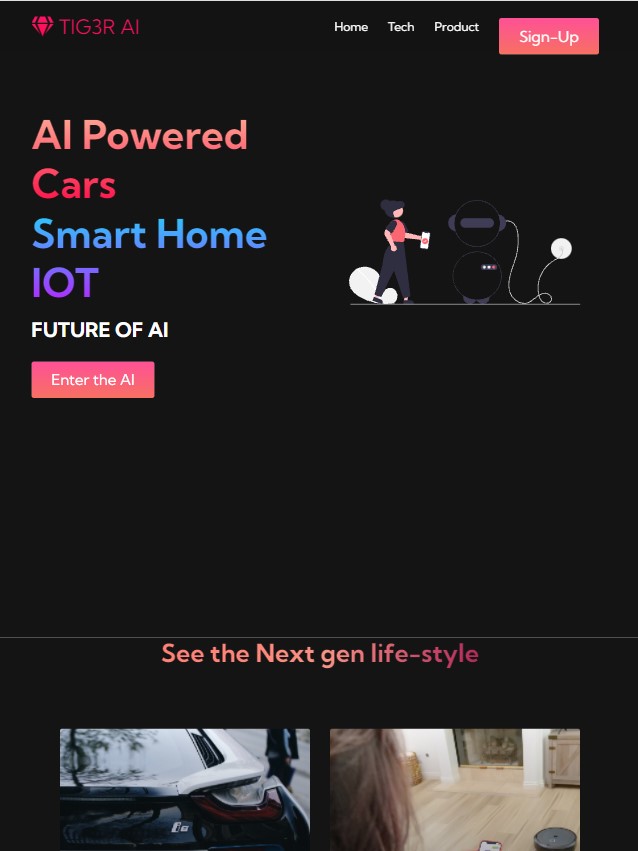 TIG3R AI
Home Tech Product Sign-Up
AI Powered
Cars
Smart Home
IOT
FUTURE OF AI
Enter the AI
See the Next gen life-style